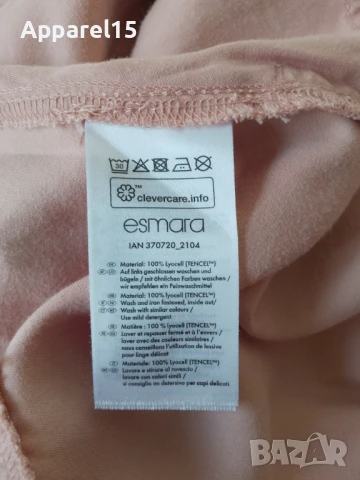 Apparel15
30
clevercare.info
esmara
IAN 370720_2104
Material: 100% Lyocell (TENCEL™)
Auf links geschlossen waschen und
bügeln / mit ähnlichen Farben waschen/
wir empfehlen ein Feinwaschmittel
Material: 100% Lyocell (TENCEL™)
Wash and iron fastened, inside out/
Wash with similar colours /
Use mild detergent
Matière : 100 % lyocell (TENCEL™)
Laver et repasser fermé et à l'envers/
laver avec des couleurs similaires /
nous conseillons l'utilisation de lessive
pour linge délicat
Materiale: 100% Lyocell (TENCEL™)
Lavare e stirare al rovescio/
lavare con colori simili /
si consiglia un detersivo per capi delicati
BAZAR